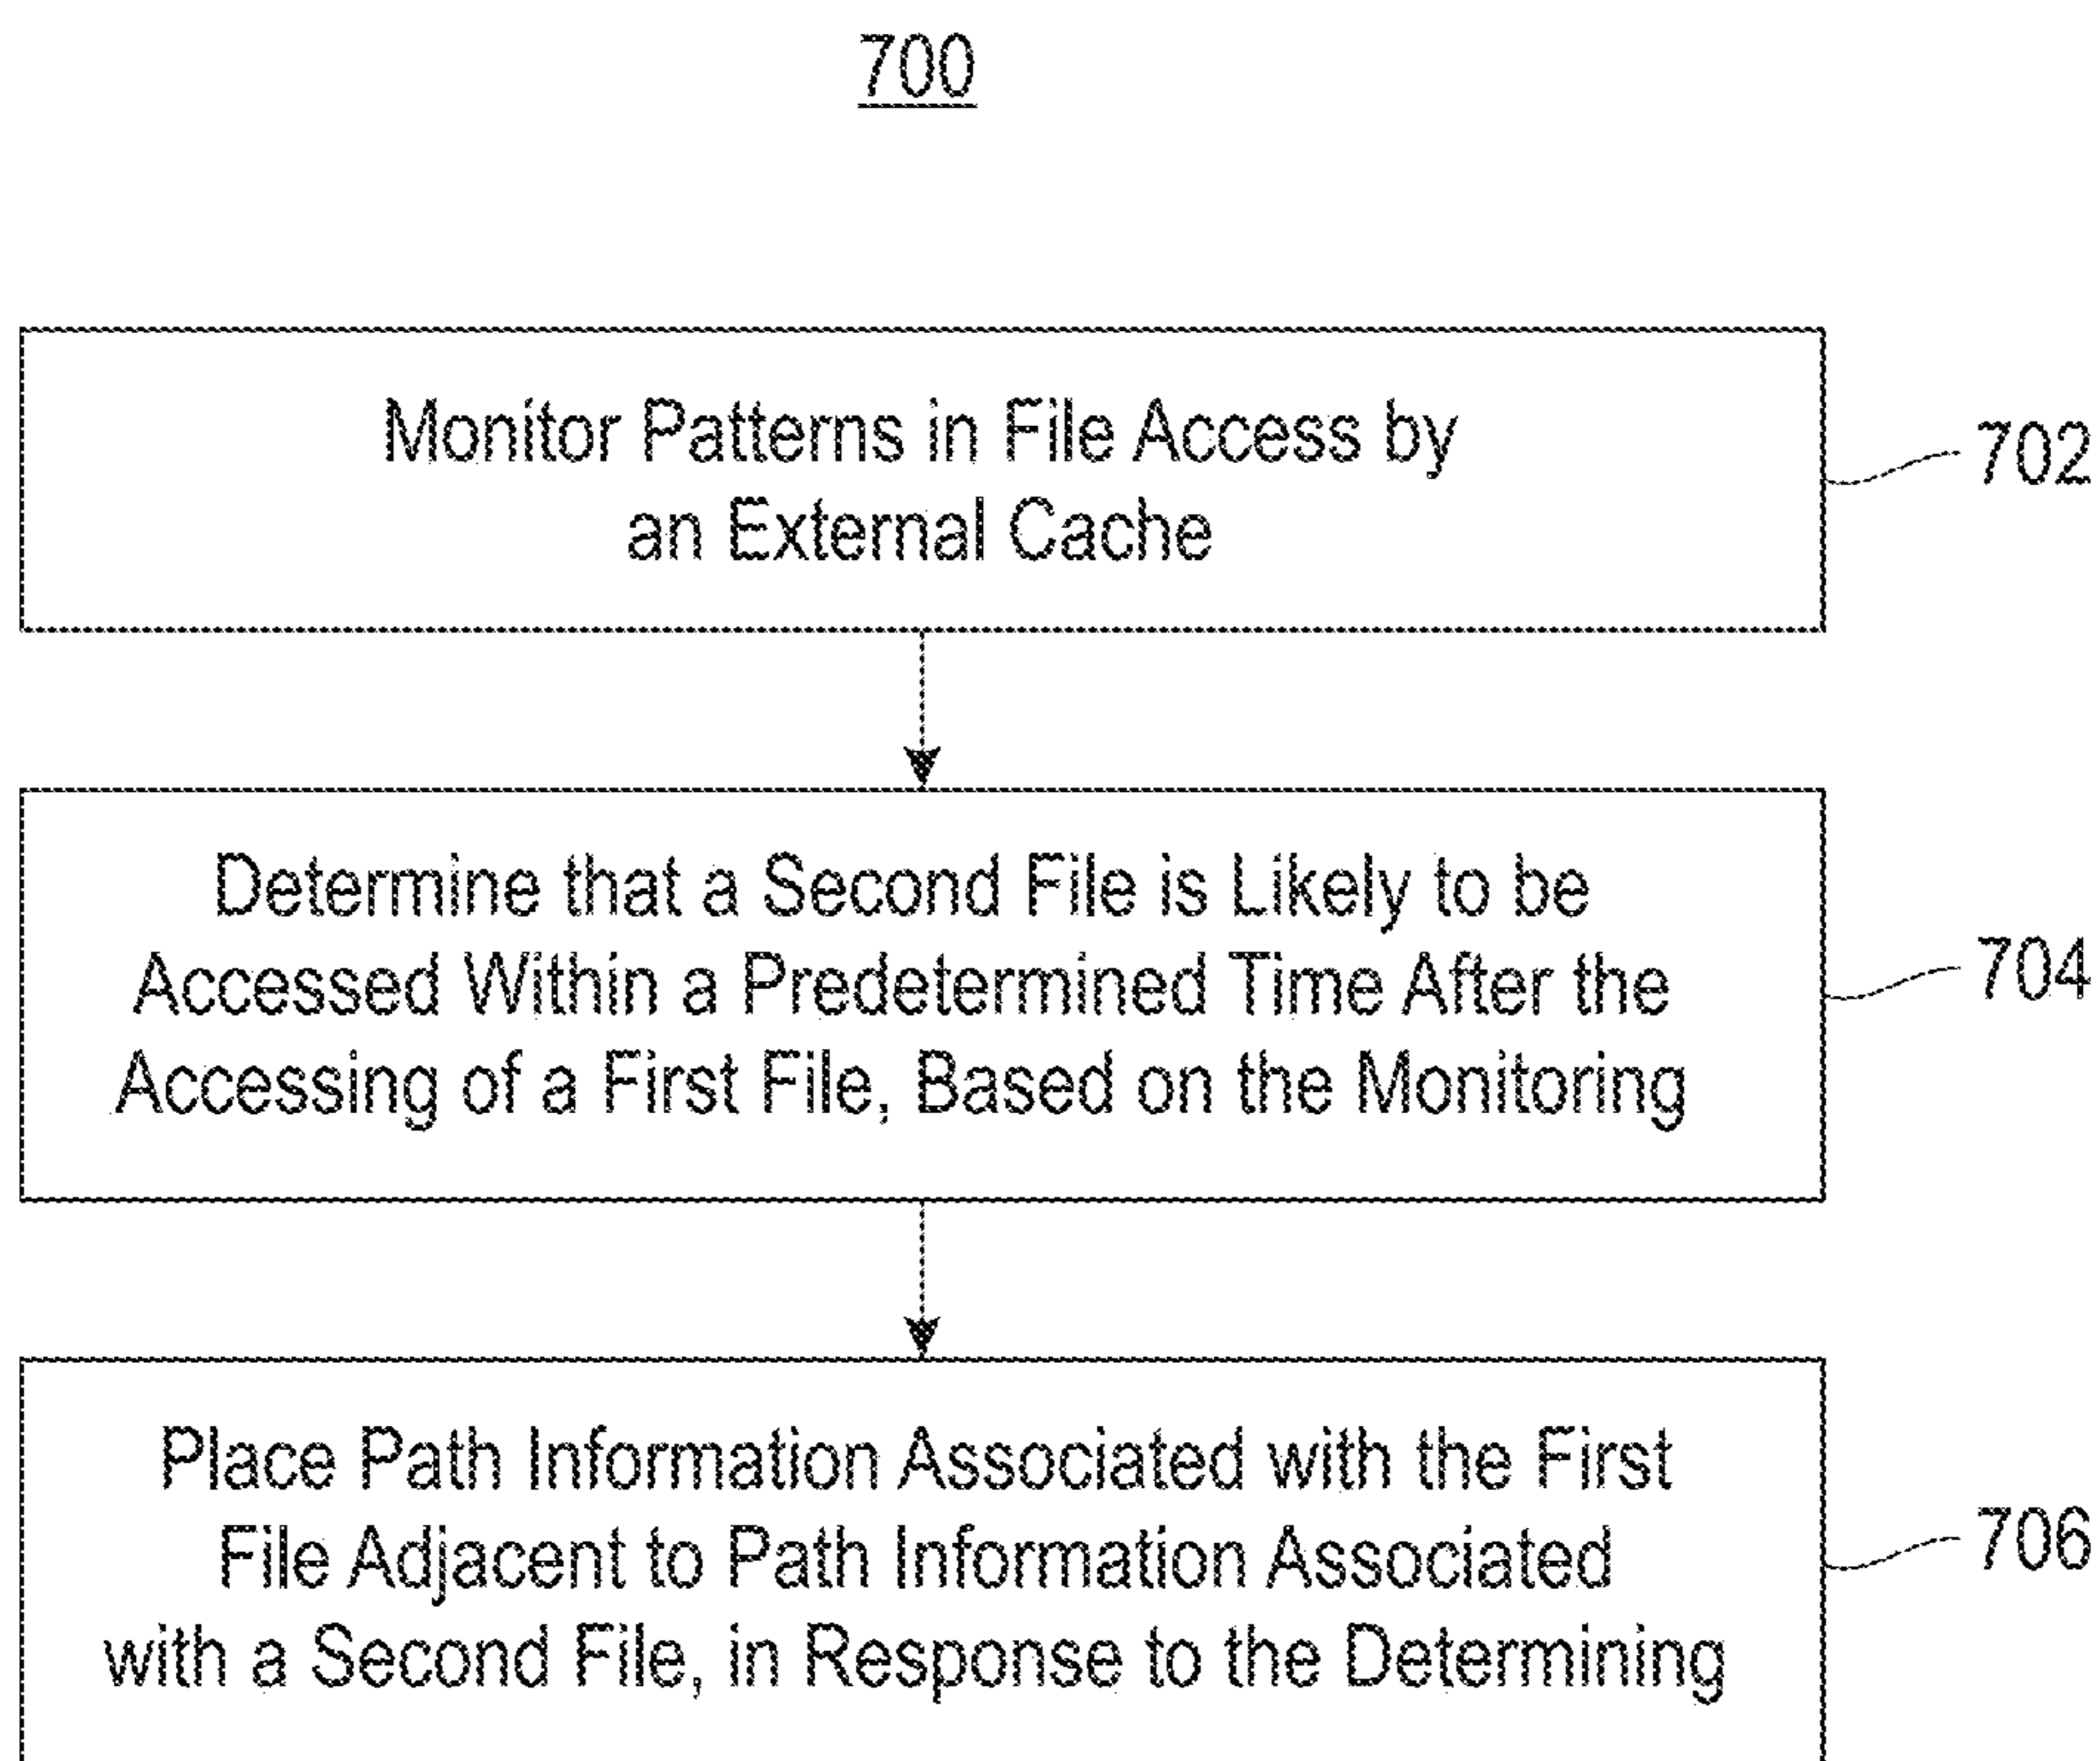 700
Monitor Patterns in File Access by
an External Cache
702
Determine that a Second File is Likely to be
Accessed Within a Predetermined Time After the
Accessing of a First File, Based on the Monitoring
704
Place Path Information Associated with the First
File Adjacent to Path Information Associated
with a Second File, in Response to the Determining
706